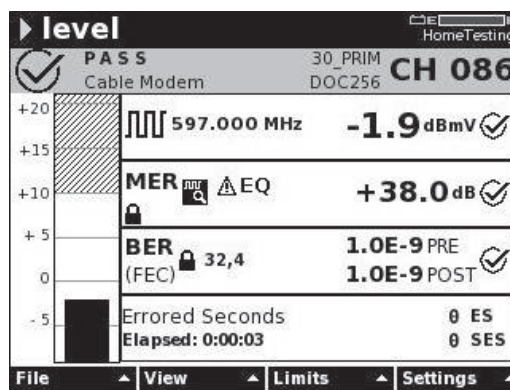 level
E
HomeTesting
PASS
Cable Modem
30_PRIM
DOC256
CH 086
+20
+15
+10
+ 5
0
- 5
597.000 MHz
-1.9 dBmV
MER
EQ
+38.0 dB
BER
(FEC)
32,4
1.0E-9 PRE
1.0E-9 POST
Errored Seconds
0 ES
Elapsed: 0:00:03
0 SES
File View Limits Settings